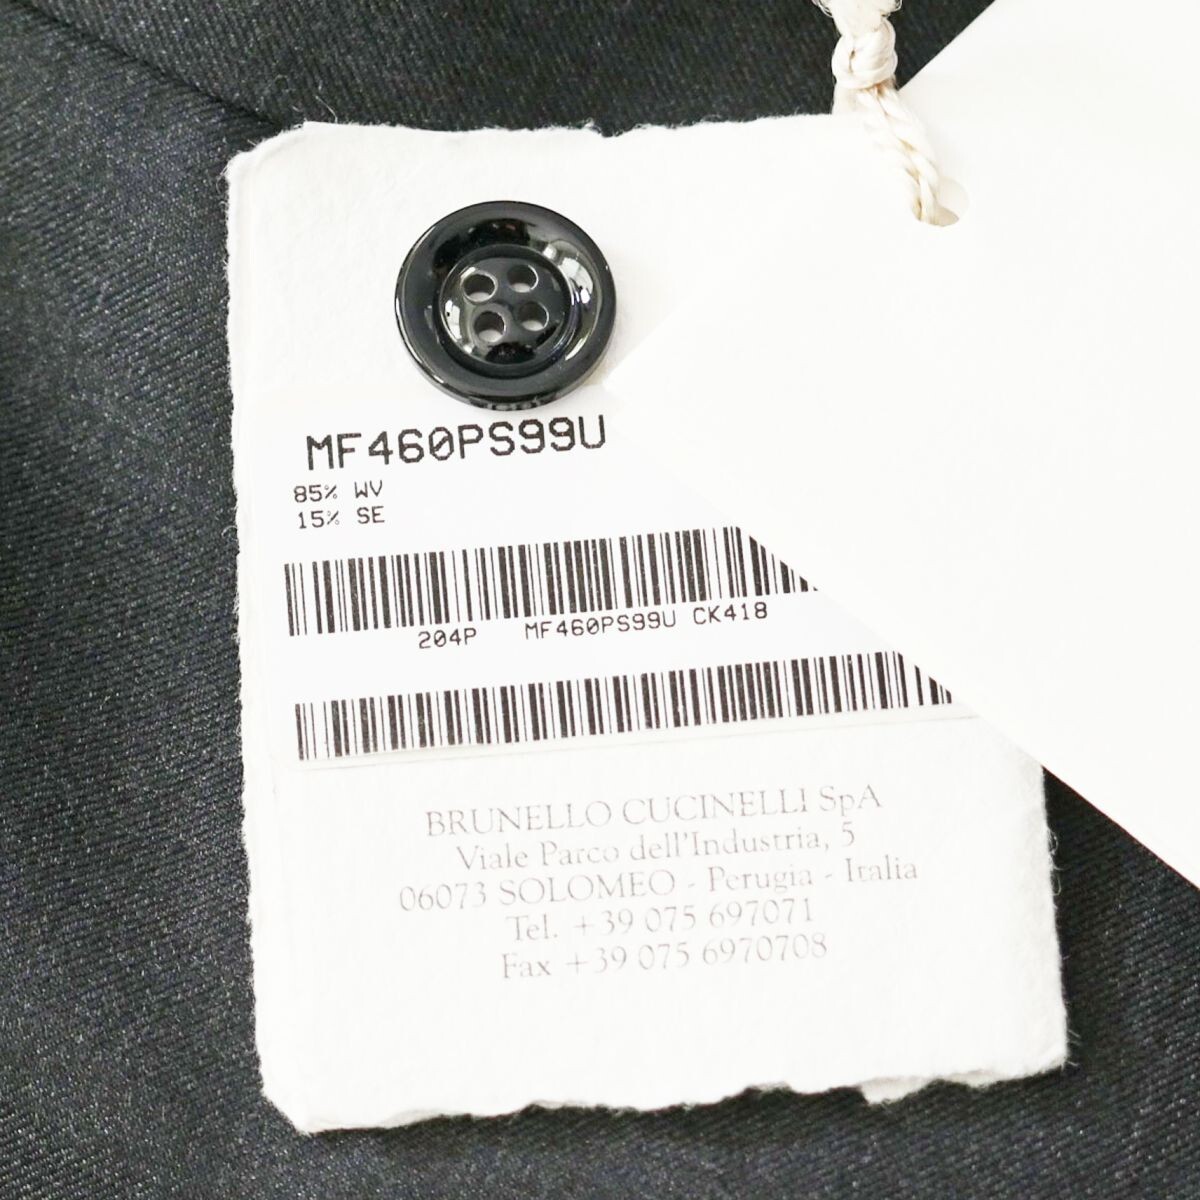 MF460PS99U
85% WV
15% SE
204P MF460PS99U CK418
BRUNELLO CUCINELLI SpA
Viale Parco dell'Industria, 5
06073 SOLOMEO - Perugia - Italia
Tel. +39 075 697071
Fax +39 075 6970708